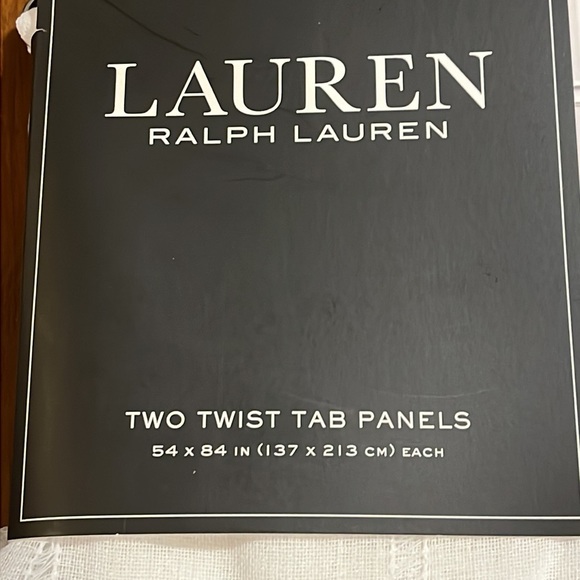 LAUREN
RALPH LAUREN
TWO TWIST TAB PANELS
54 x 84 IN (137 x 213 CM) EACH